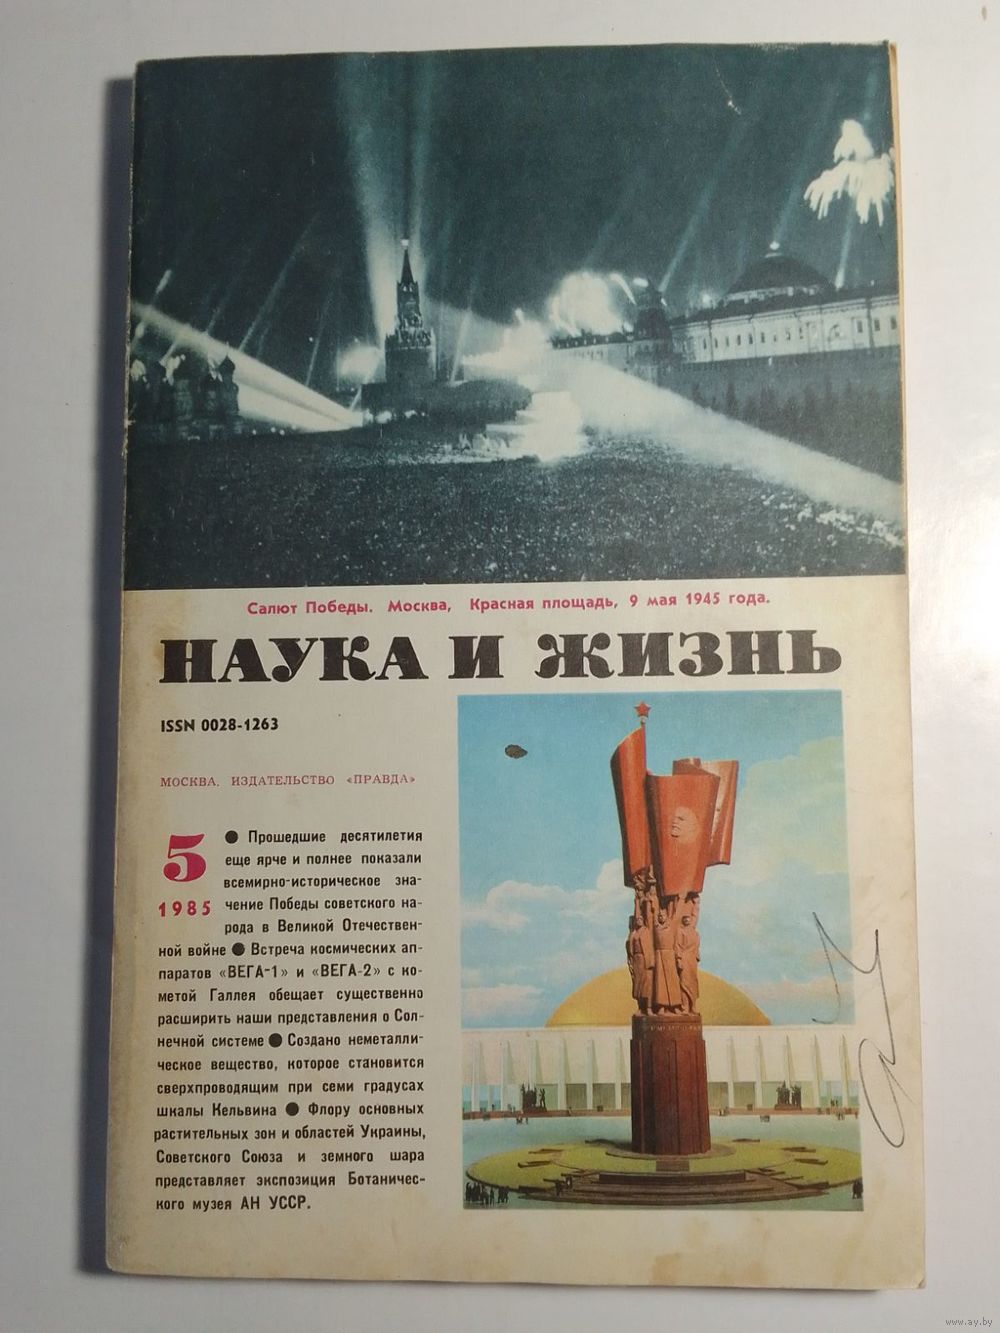 Салют Победы. Москва, Красная площадь, 9 мая 1945 года.
НАУКА И ЖИЗНЬ
ISSN 0028-1263
МОСКВА. ИЗДАТЕЛЬСТВО «ПРАВДА»
5
1985
● Прошедшие десятилетия
еще ярче и полнее показали
всемирно-историческое зна-
чение Победы советского на-
рода в Великой Отечествен-
ной войне ● Встреча космических ап-
паратов «ВЕГА-1» и «ВЕГА-2» с ко-
метой Галлея обещает существенно
расширить наши представления о Сол-
нечной системе ● Создано неметалли-
ческое вещество, которое становится
сверхпроводящим при семи градусах
шкалы Кельвина ● Флору основных
растительных зон и областей Украины,
Советского Союза и земного шара
представляет экспозиция Ботаничес-
кого музея АН УССР.
www.ay.by